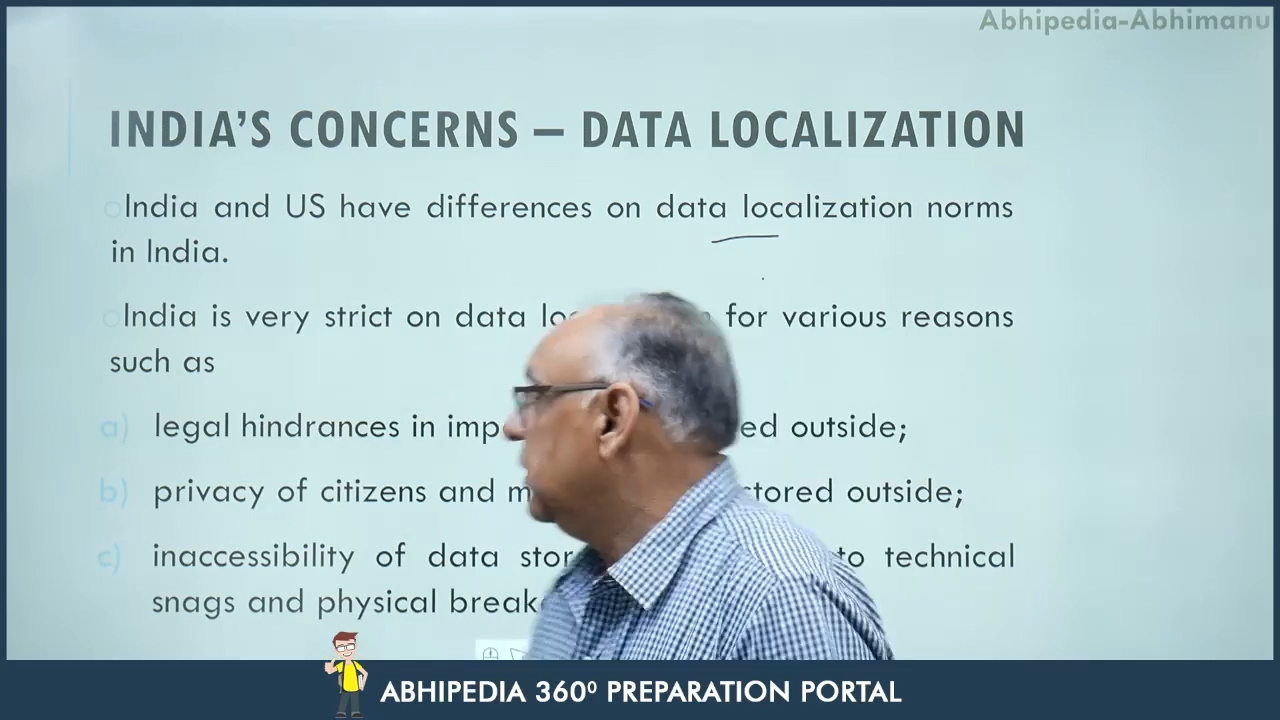 Abhipedia-Abhimanu
INDIA'S CONCERNS – DATA LOCALIZATION
India and US have differences on data localization norms
in India.
India is very strict on data for various reasons
such as
a) legal hindrances in outside;
b) privacy of citizens and stored outside;
c) inaccessibility of data to technical
snags and physical
ABHIPEDIA 360⁰ PREPARATION PORTAL